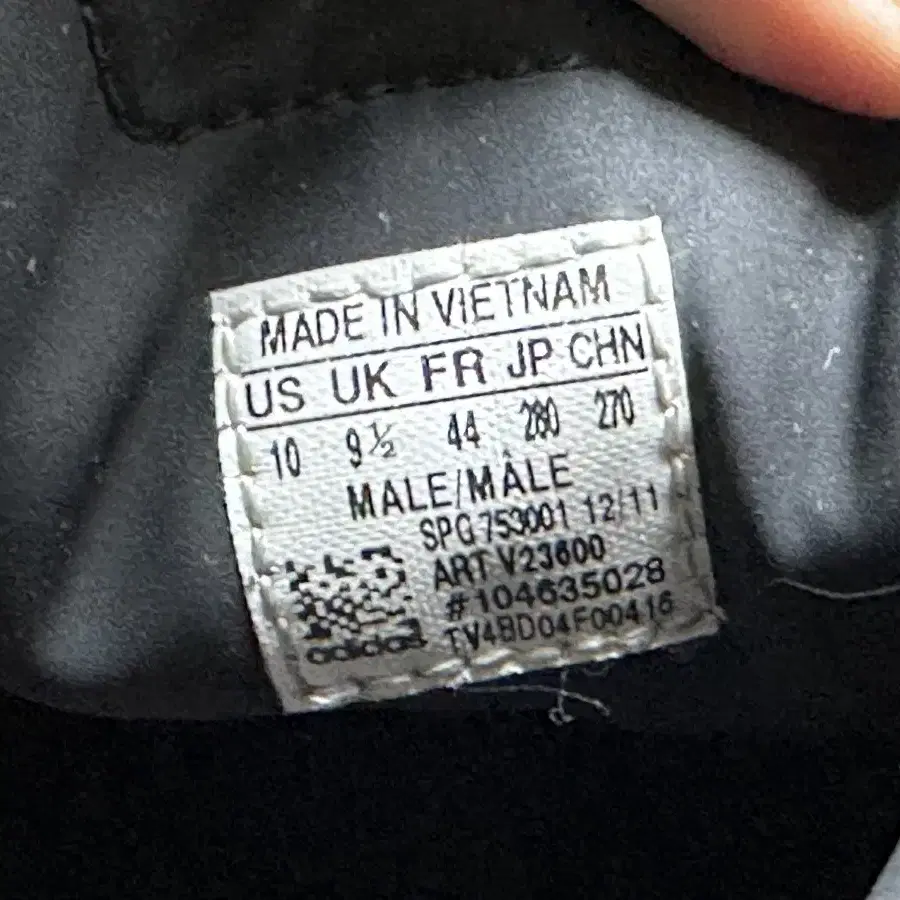 MADE IN VIETNAM
US UK FR JP CHN
10 9½ 44 280 270
MALE/MÂLE
SPG 753001 12/11
ART V23600
#104635028
TV4BD04F00416
adidas